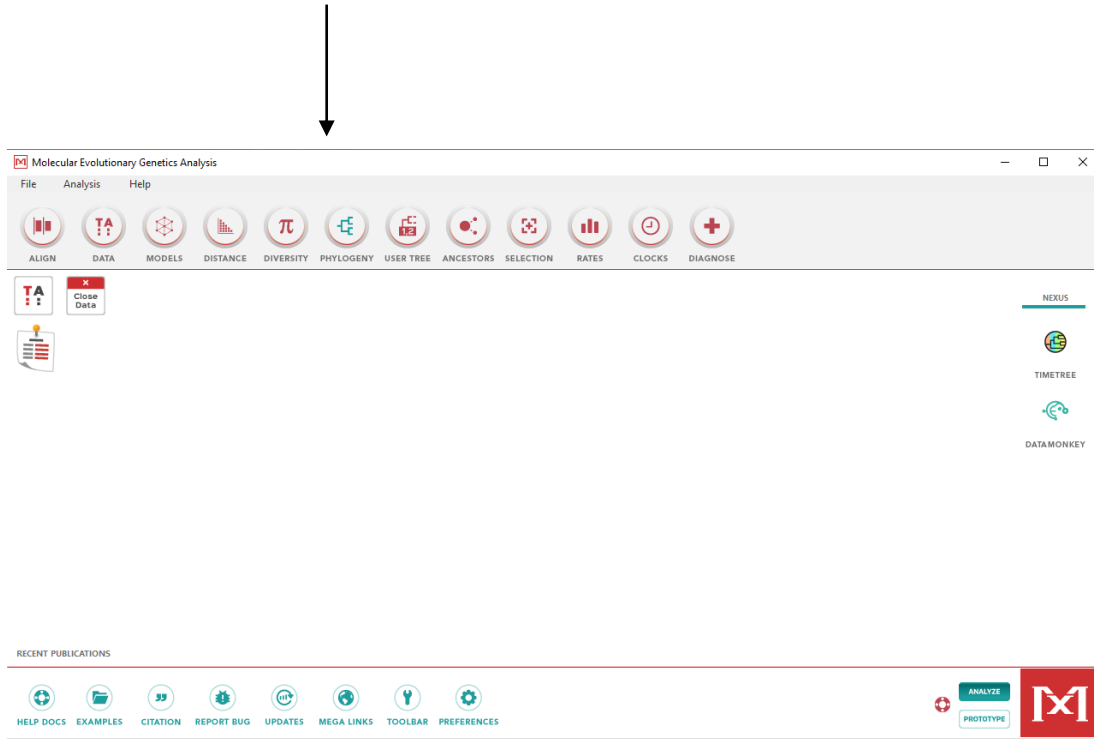 Molecular Evolutionary Genetics Analysis
File Analysis Help
TA π 1.2
ALIGN DATA MODELS DISTANCE DIVERSITY PHYLOGENY USER TREE ANCESTORS SELECTION RATES CLOCKS DIAGNOSE
TA
Close
Data
NEXUS
TIMETREE
DATAMONKEY
RECENT PUBLICATIONS
HELP DOCS EXAMPLES CITATION REPORT BUG UPDATES MEGA LINKS TOOLBAR PREFERENCES
ANALYZE
PROTOTYPE
M